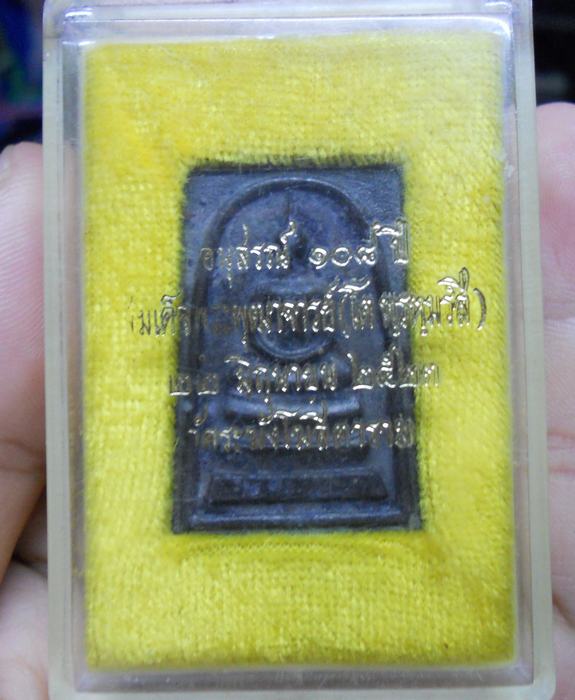 อนุสรณ์ ๑๐๘ ปี
สมเด็จพระพุฒาจารย์ (โต พฺรหฺมรํสี)
๒๒ มิถุนายน ๒๕๒๓
วัดระฆังโฆสิตาราม